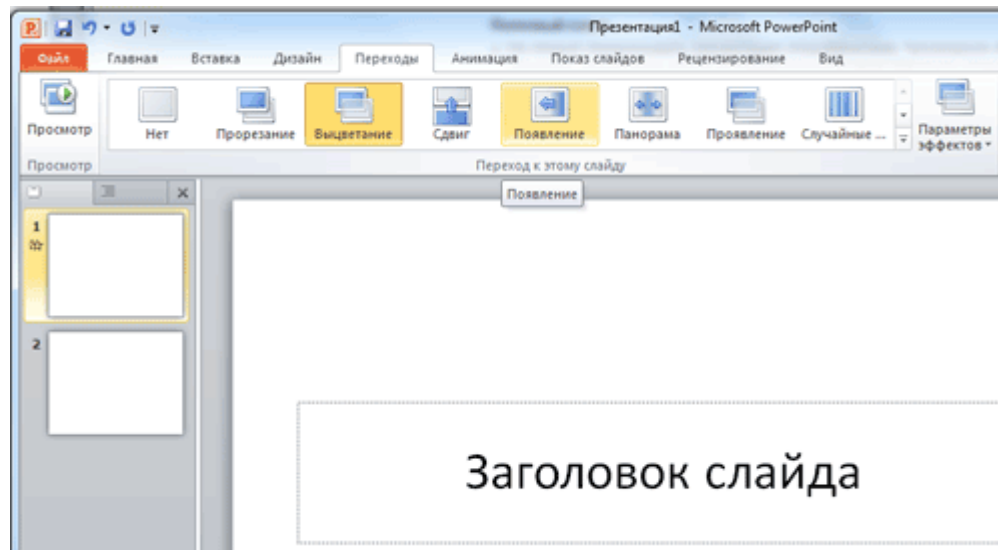 Презентация1 - Microsoft PowerPoint
Файл Главная Вставка Дизайн Переходы Анимация Показ слайдов Рецензирование Вид
Просмотр Нет Прорезание Выцветание Сдвиг Появление Панорама Проявление Случайные ... Параметры эффектов
Просмотр Переход к этому слайду
Появление
1
2
Заголовок слайда